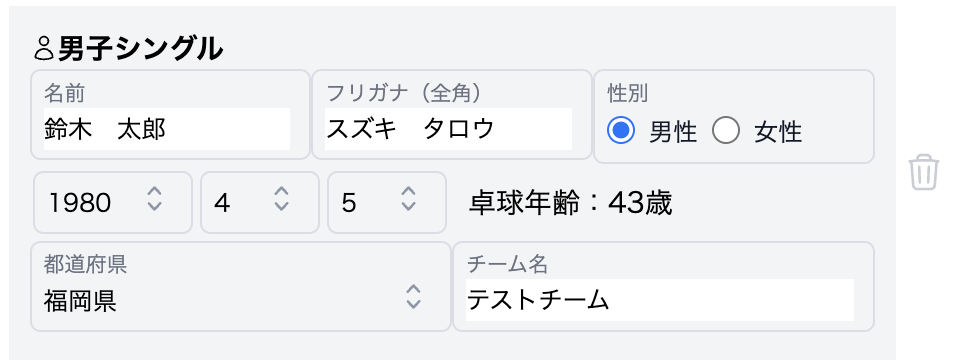 男子シングル
名前
鈴木　太郎
フリガナ（全角）
スズキ　タロウ
性別
男性 女性
1980 4 5 卓球年齢：43歳
都道府県
福岡県
チーム名
テストチーム